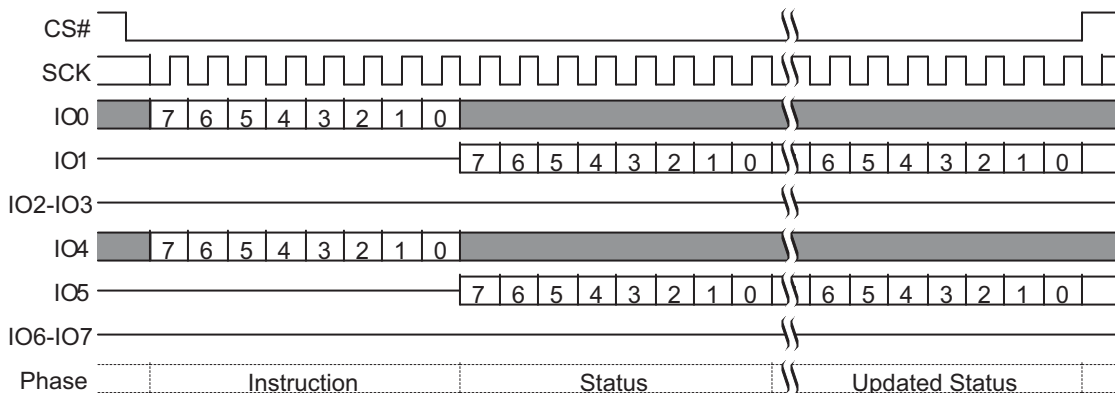 CS#
SCK
IO0 7 6 5 4 3 2 1 0
IO1 7 6 5 4 3 2 1 0 6 5 4 3 2 1 0
IO2-IO3
IO4 7 6 5 4 3 2 1 0
IO5 7 6 5 4 3 2 1 0 6 5 4 3 2 1 0
IO6-IO7
Phase Instruction Status Updated Status